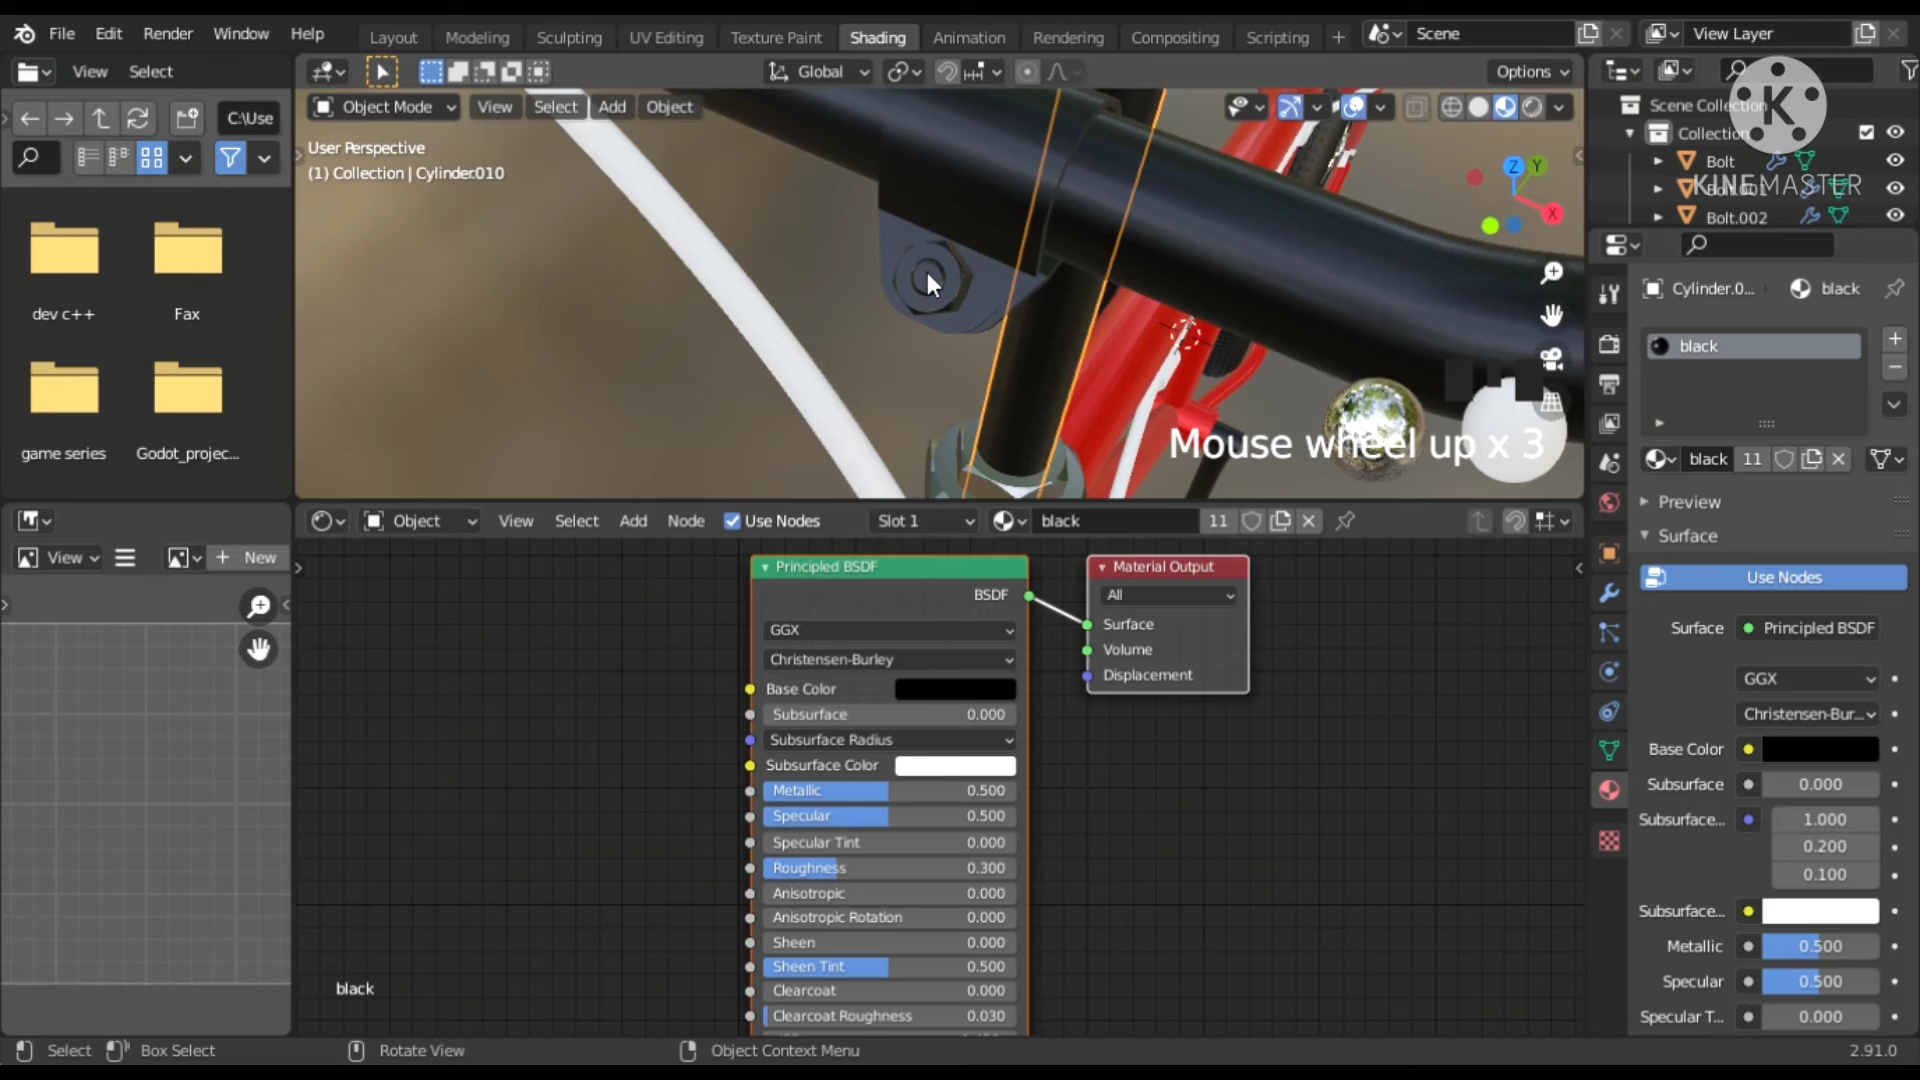 File Edit Render Window Help Layout Modeling Sculpting UV Editing Texture Paint Shading Animation Rendering Compositing Scripting + Scene View Layer
View Select Global Options
C:\Use Object Mode View Select Add Object Scene Collection
User Perspective
(1) Collection | Cylinder.010
Collection
Bolt
Bolt.002
K
KINEMASTER
Z Y X
dev c++ Fax
game series Godot_projec...
Mouse wheel up x 3
Cylinder.0... black
black
black 11
Preview
Surface
Use Nodes
Surface Principled BSDF
GGX
Christensen-Bur...
Base Color
Subsurface 0.000
Subsurface... 1.000
0.200
0.100
Subsurface...
Metallic 0.500
Specular 0.500
Specular T... 0.000
Object View Select Add Node Use Nodes Slot 1 black 11
View + New
Principled BSDF
BSDF
GGX
Christensen-Burley
Base Color
Subsurface 0.000
Subsurface Radius
Subsurface Color
Metallic 0.500
Specular 0.500
Specular Tint 0.000
Roughness 0.300
Anisotropic 0.000
Anisotropic Rotation 0.000
Sheen 0.000
Sheen Tint 0.500
Clearcoat 0.000
Clearcoat Roughness 0.030
Material Output
All
Surface
Volume
Displacement
black
Select Box Select Rotate View Object Context Menu 2.91.0